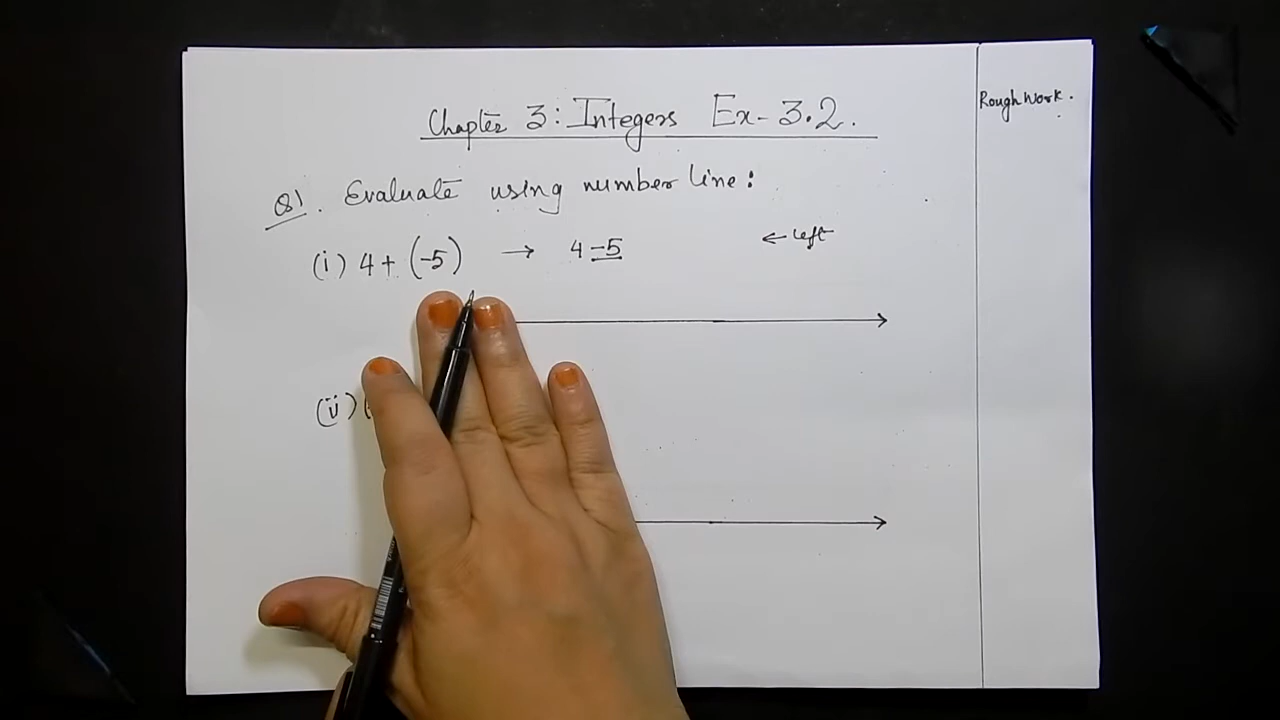 Chapter 3: Integers Ex-3.2.
Rough Work.
Q1. Evaluate using number line:
(i) 4+(-5) → 4-5 ← left
(ii) (